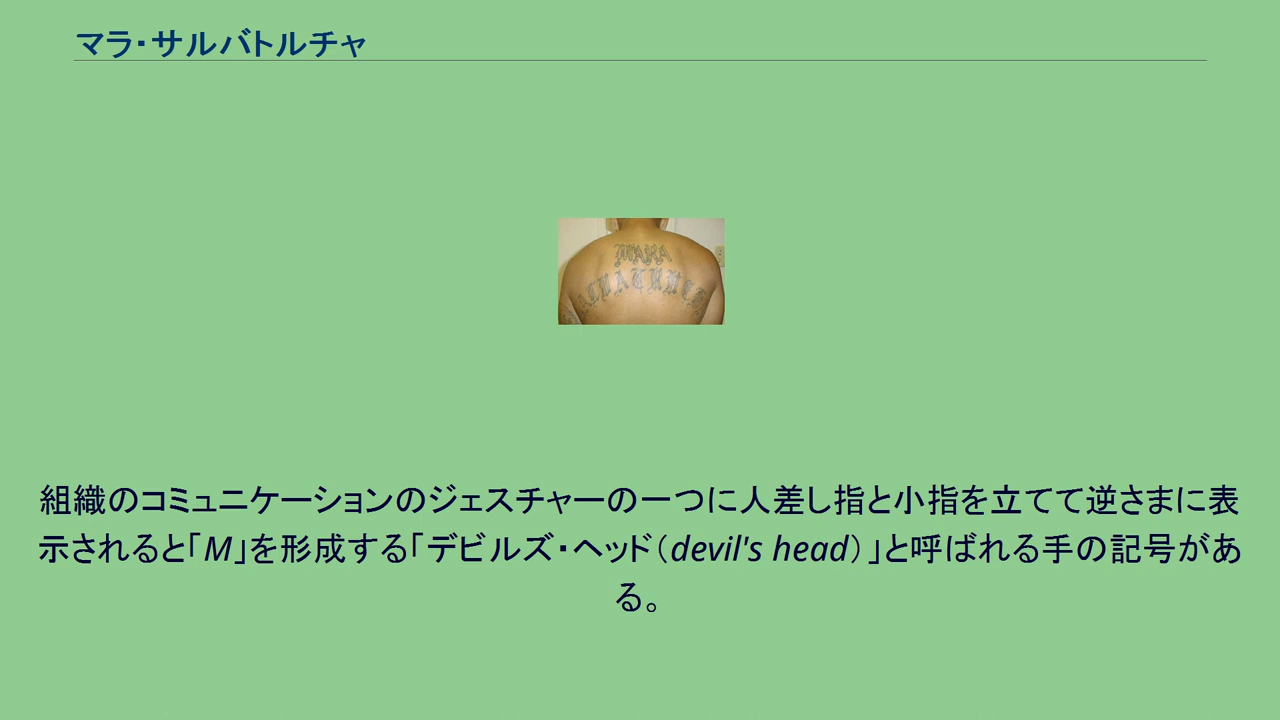 マラ・サルバトルチャ
MARA
組織のコミュニケーションのジェスチャーの一つに人差し指と小指を立てて逆さまに表
示されると「M」を形成する「デビルズ・ヘッド（devil's head）」と呼ばれる手の記号があ
る。